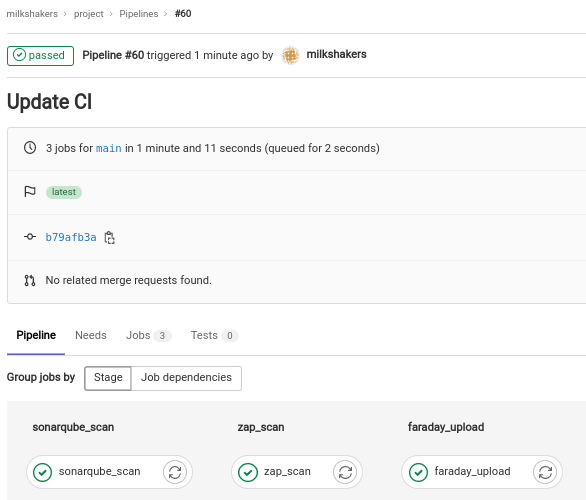 milkshakers > project > Pipelines > #60
passed Pipeline #60 triggered 1 minute ago by milkshakers
Update CI
3 jobs for main in 1 minute and 11 seconds (queued for 2 seconds)
latest
b79afb3a
No related merge requests found.
Pipeline Needs Jobs 3 Tests 0
Group jobs by Stage Job dependencies
sonarqube_scan zap_scan faraday_upload
sonarqube_scan zap_scan faraday_upload